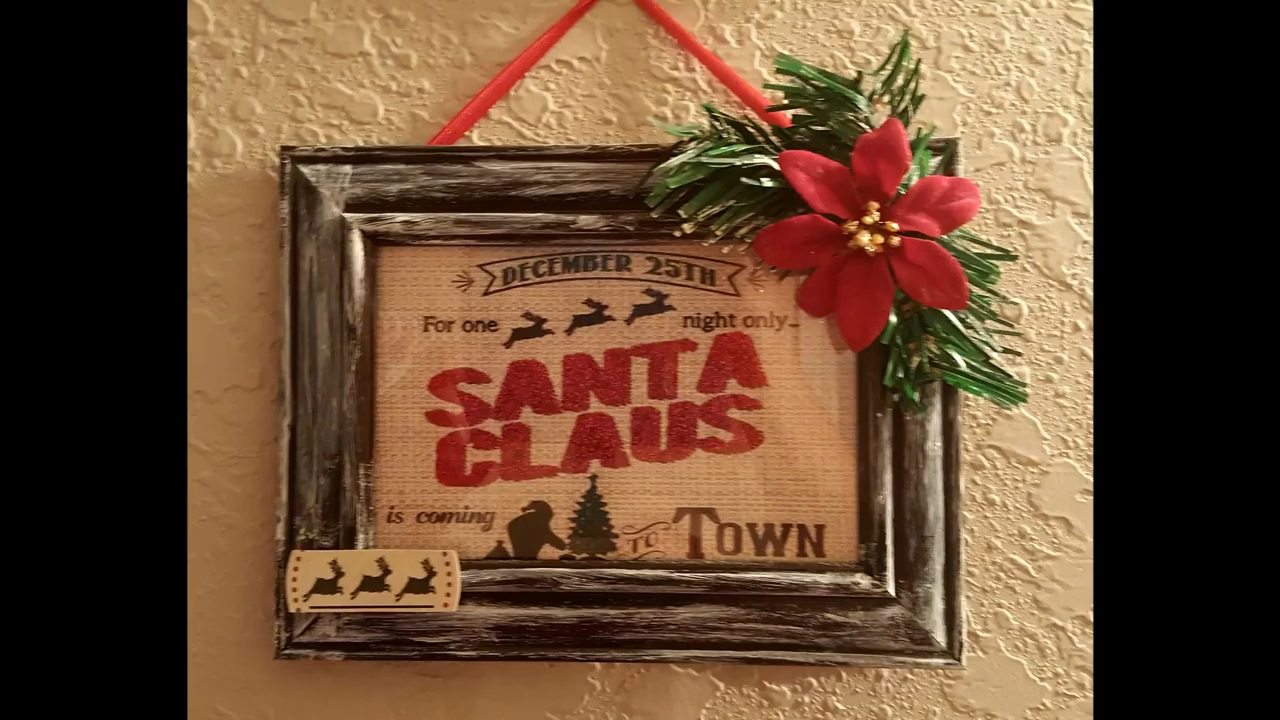 DECEMBER 25TH
For one night only...
SANTA
CLAUS
is coming TO TOWN